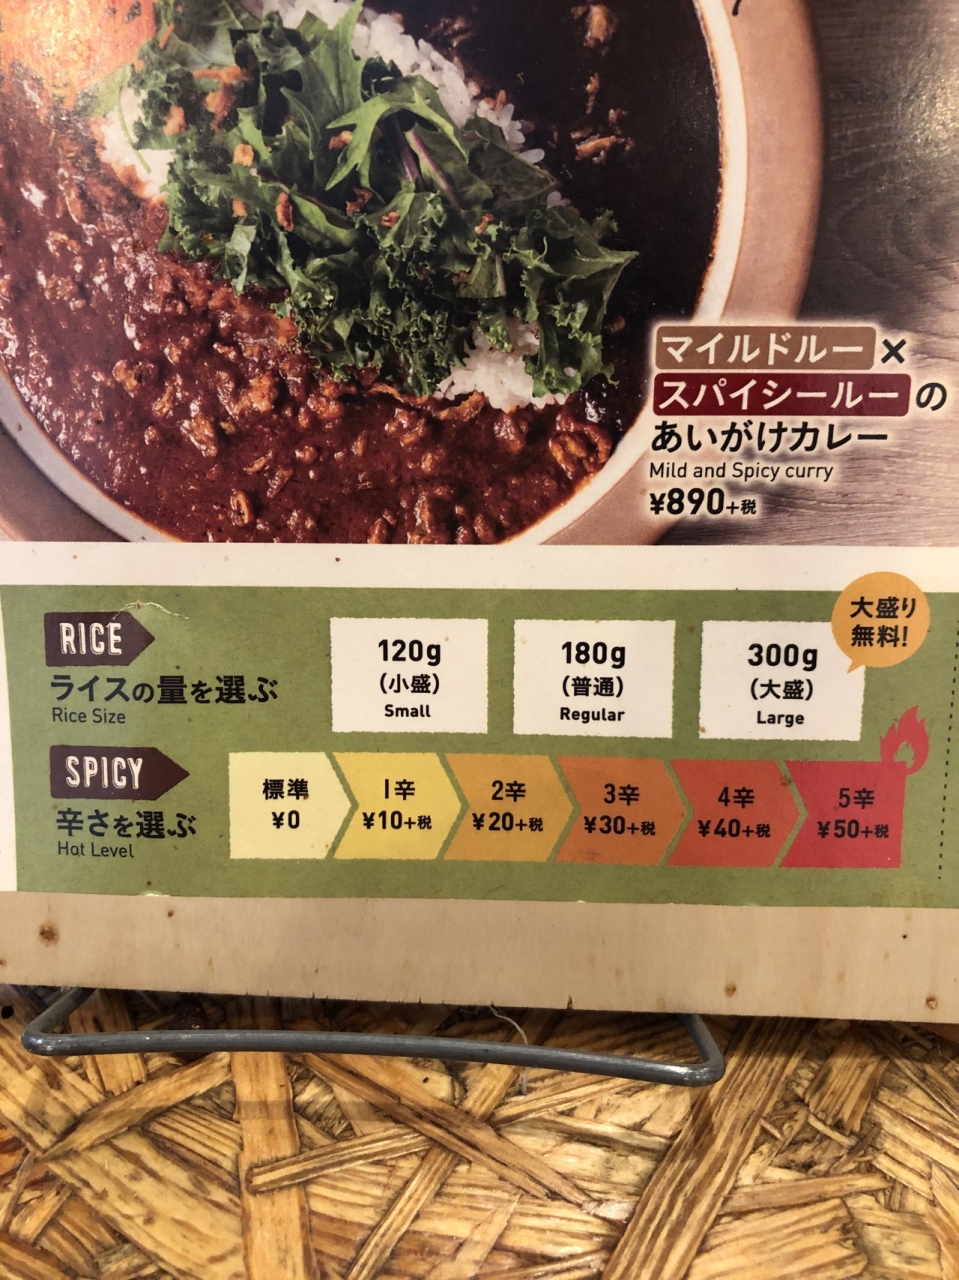 マイルドルー ×
スパイシールー の
あいがけカレー
Mild and Spicy curry
¥890+税
大盛り
無料!
RICE
ライスの量を選ぶ
Rice Size
120g
(小盛)
Small
180g
(普通)
Regular
300g
(大盛)
Large
SPICY
辛さを選ぶ
Hot Level
標準
¥0
1辛
¥10+税
2辛
¥20+税
3辛
¥30+税
4辛
¥40+税
5辛
¥50+税